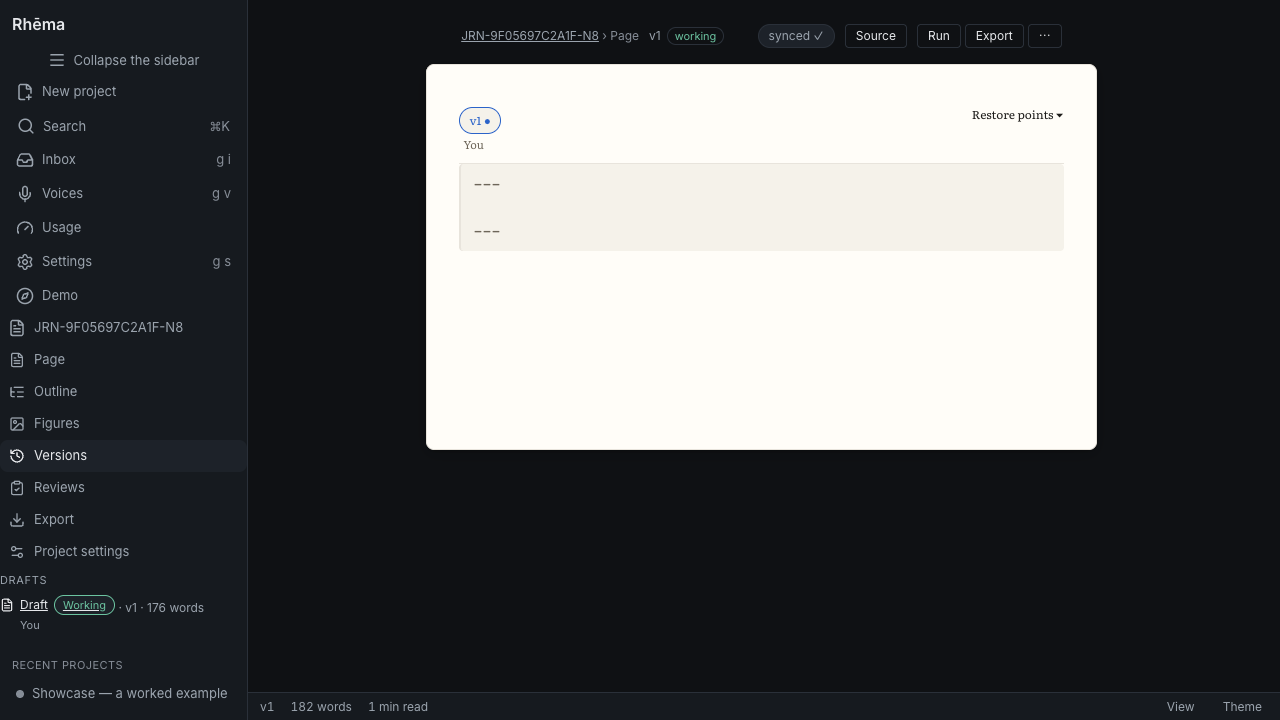 Rhēma
Collapse the sidebar
New project
Search ⌘K
Inbox g i
Voices g v
Usage
Settings g s
Demo
JRN-9F05697C2A1F-N8
Page
Outline
Figures
Versions
Reviews
Export
Project settings
DRAFTS
Draft Working · v1 · 176 words
You
RECENT PROJECTS
Showcase — a worked example
JRN-9F05697C2A1F-N8 › Page v1 working synced ✓ Source Run Export ···
v1 •
Restore points ▾
You
---
---
v1 182 words 1 min read View Theme